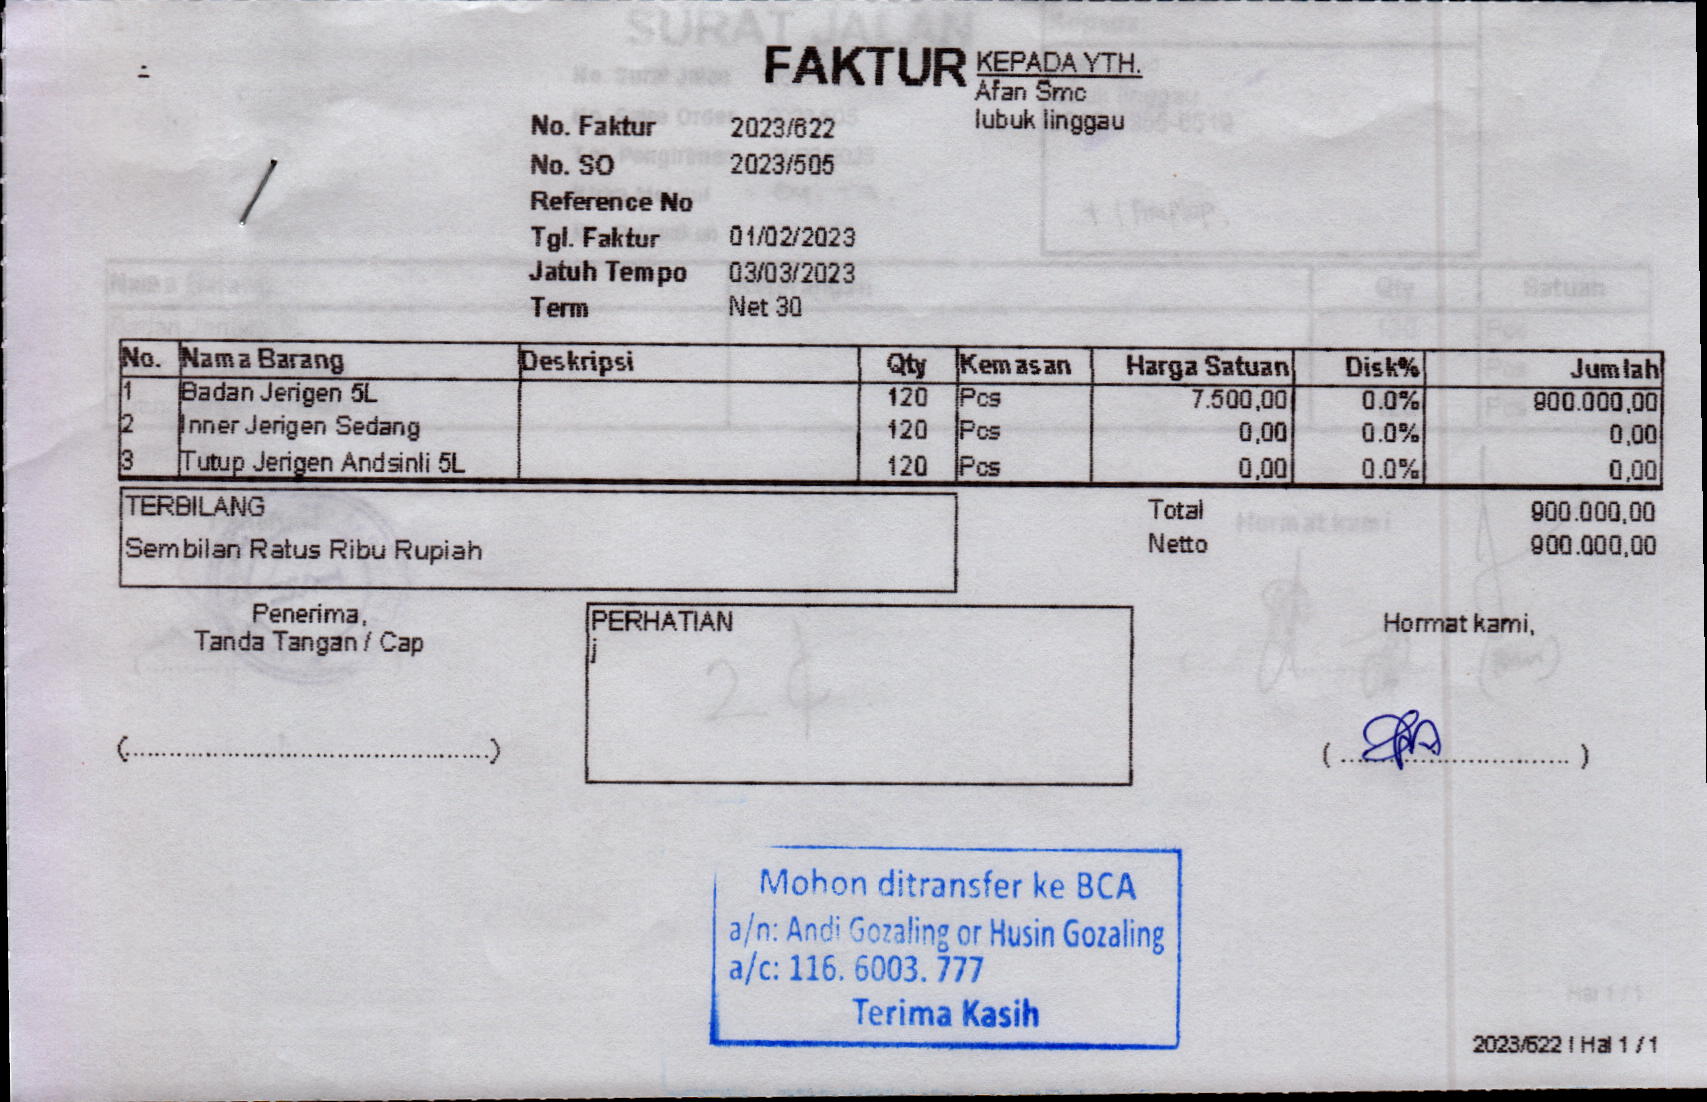 FAKTUR
KEPADA YTH.
Afan Smc
lubuk linggau
No. Faktur 2023/622
No. SO 2023/505
Reference No
Tgl. Faktur 01/02/2023
Jatuh Tempo 03/03/2023
Term Net 30
No. Nama Barang Deskripsi Qty Kemasan Harga Satuan Disk% Jumlah
1 Badan Jerigen 5L 120 Pcs 7.500,00 0.0% 900.000,00
2 Inner Jerigen Sedang 120 Pcs 0,00 0.0% 0,00
3 Tutup Jerigen Andsinli 5L 120 Pcs 0,00 0.0% 0,00
TERBILANG
Sembilan Ratus Ribu Rupiah
Total 900.000,00
Netto 900.000,00
Penerima,
Tanda Tangan / Cap
(............................................)
PERHATIAN
j
Hormat kami,
(............................)
Mohon ditransfer ke BCA
a/n: Andi Gozaling or Husin Gozaling
a/c: 116. 6003. 777
Terima Kasih
2023/622 | Hal 1 / 1